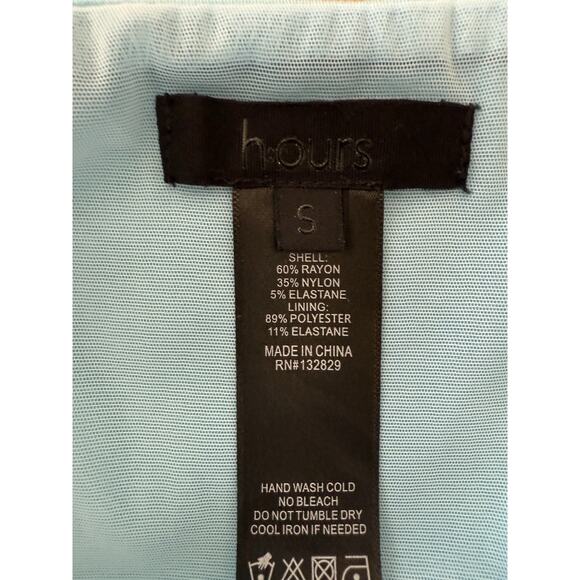 h:ours
S
SHELL:
60% RAYON
35% NYLON
5% ELASTANE
LINING:
89% POLYESTER
11% ELASTANE
MADE IN CHINA
RN#132829
HAND WASH COLD
NO BLEACH
DO NOT TUMBLE DRY
COOL IRON IF NEEDED